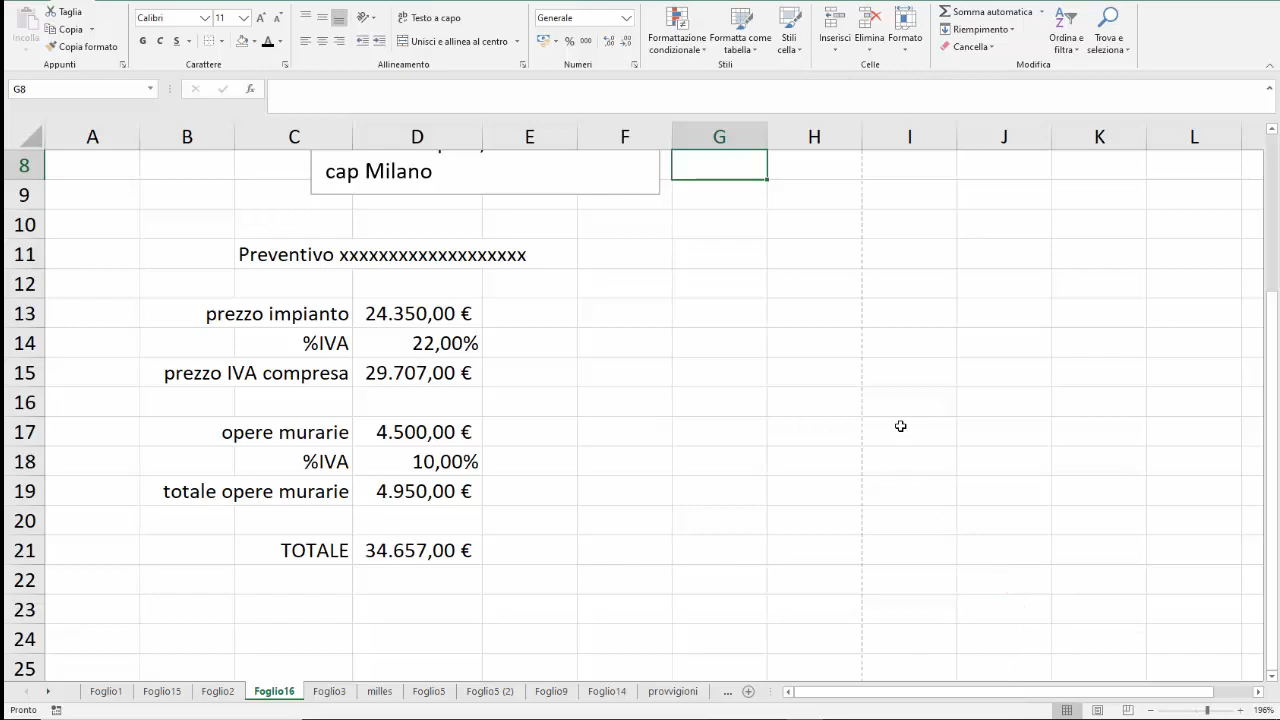 Taglia
Incolla
Copia
Copia formato
Appunti
Calibri 11
G C S
Carattere
Testo a capo
Unisci e allinea al centro
Allineamento
Generale
% 000
Numeri
Formattazione condizionale
Formatta come tabella
Stili cella
Stili
Inserisci
Elimina
Formato
Celle
Somma automatica
Riempimento
Cancella
Ordina e filtra
Trova e seleziona
Modifica
G8
fx
A B C D E F G H I J K L
8
cap Milano
9
10
11 Preventivo xxxxxxxxxxxxxxxxxxx
12
13 prezzo impianto 24.350,00 €
14 %IVA 22,00%
15 prezzo IVA compresa 29.707,00 €
16
17 opere murarie 4.500,00 €
18 %IVA 10,00%
19 totale opere murarie 4.950,00 €
20
21 TOTALE 34.657,00 €
22
23
24
25
Foglio1 Foglio15 Foglio2 Foglio16 Foglio3 milles Foglio5 Foglio5 (2) Foglio9 Foglio14 provvigioni ...
Pronto
196%